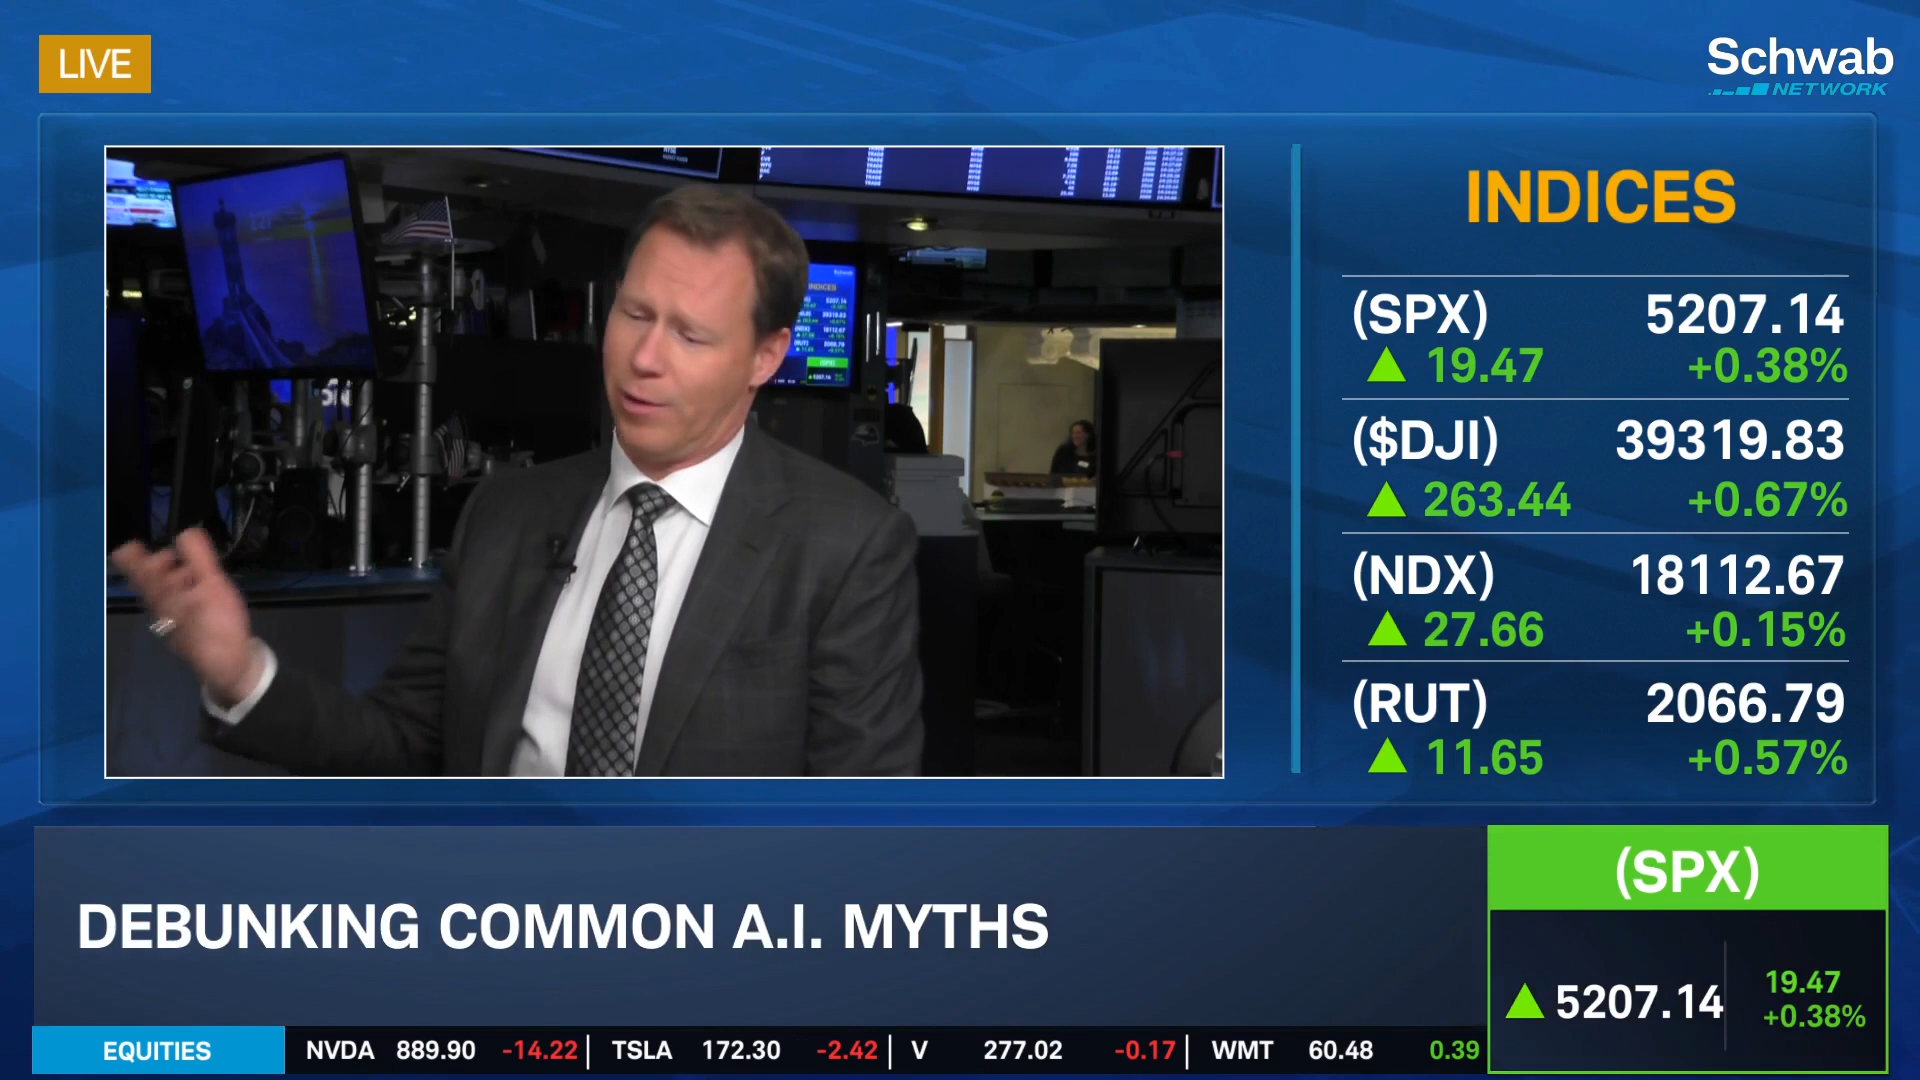 LIVE
Schwab
NETWORK
INDICES
(SPX) 5207.14
▲ 19.47 +0.38%
($DJI) 39319.83
▲ 263.44 +0.67%
(NDX) 18112.67
▲ 27.66 +0.15%
(RUT) 2066.79
▲ 11.65 +0.57%
DEBUNKING COMMON A.I. MYTHS
(SPX)
▲ 5207.14
19.47
+0.38%
EQUITIES NVDA 889.90 -14.22 | TSLA 172.30 -2.42 | V 277.02 -0.17 | WMT 60.48 0.39